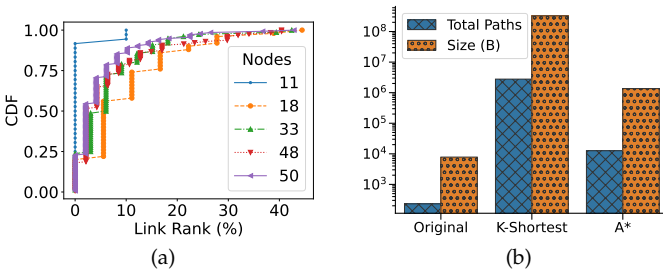 CDF
1.00
0.75
0.50
0.25
0.00
0
10
20
30
40
Link Rank (%)
Nodes
11
18
33
48
50
(a)
10⁸
10⁷
10⁶
10⁵
10⁴
10³
Total Paths
Size (B)
Original
K-Shortest
A*
(b)